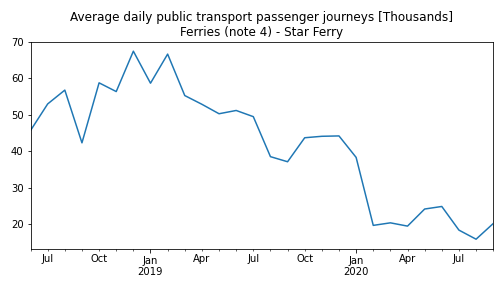 Average daily public transport passenger journeys [Thousands]
Ferries (note 4) - Star Ferry
70
60
50
40
30
20
Jul
Oct
Jan
2019
Apr
Jul
Oct
Jan
2020
Apr
Jul